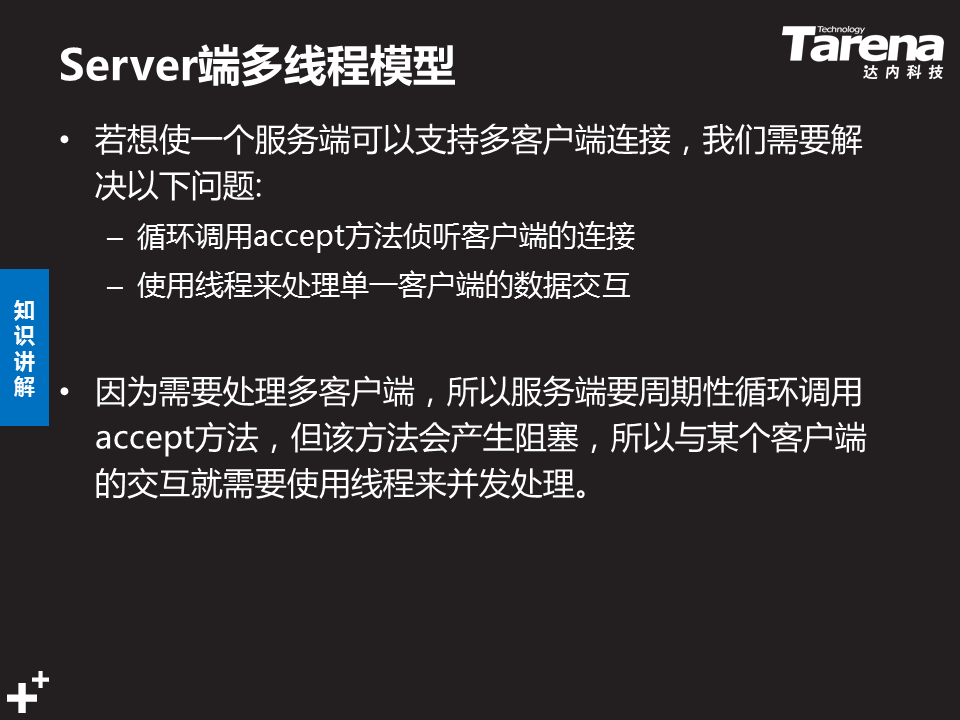 Server端多线程模型
Technology
Tarena
达内科技
• 若想使一个服务端可以支持多客户端连接，我们需要解
决以下问题:
– 循环调用accept方法侦听客户端的连接
– 使用线程来处理单一客户端的数据交互
知
识
讲
解
• 因为需要处理多客户端，所以服务端要周期性循环调用
accept方法，但该方法会产生阻塞，所以与某个客户端
的交互就需要使用线程来并发处理。